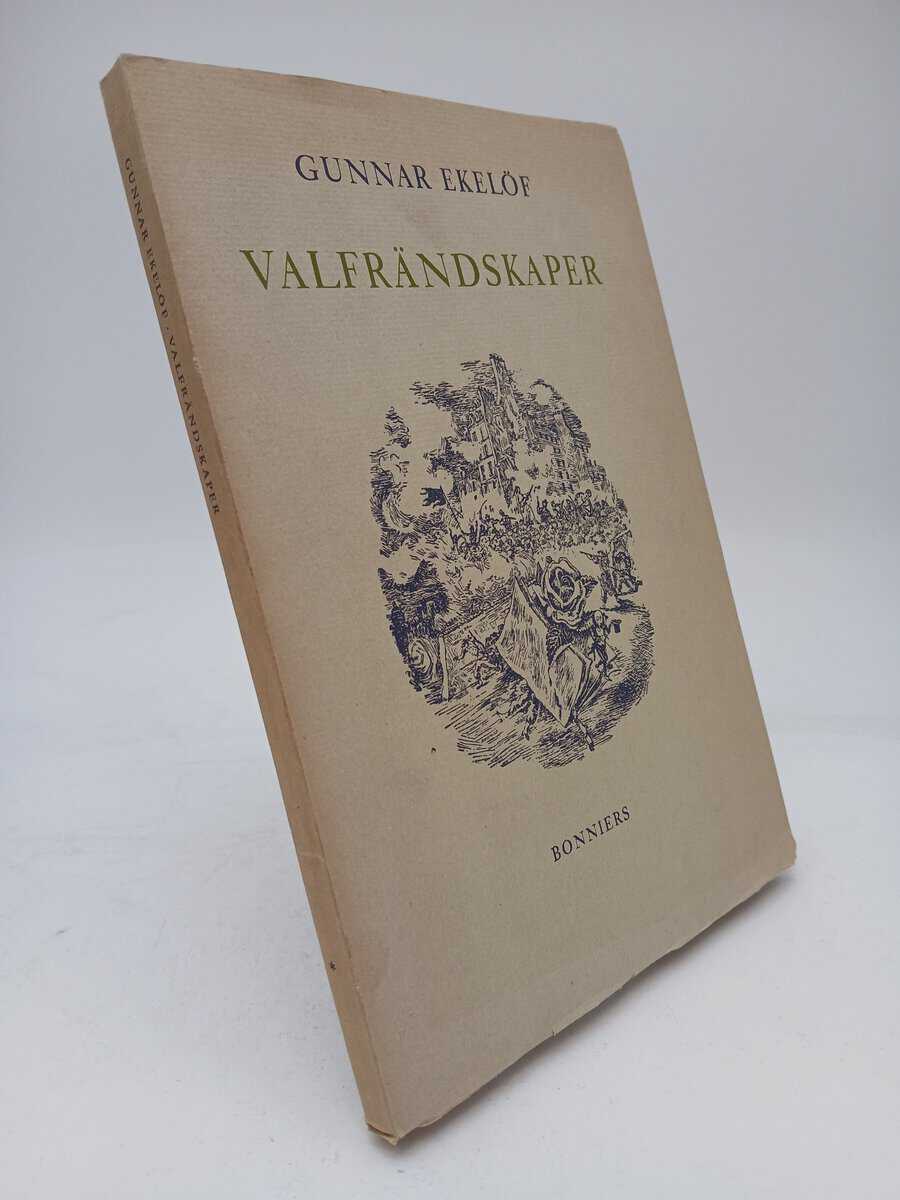 GUNNAR EKELÖF
VALFRÄNDSKAPER
BONNIERS
GUNNAR EKELÖF · VALFRÄNDSKAPER